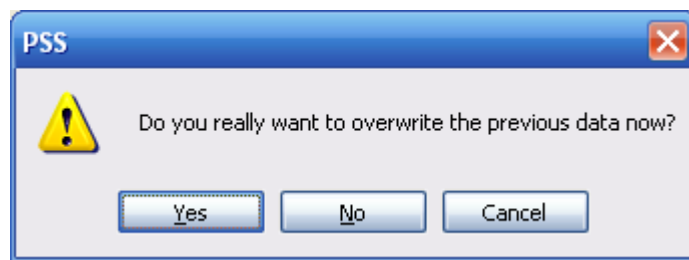 PSS
Do you really want to overwrite the previous data now?
Yes No Cancel